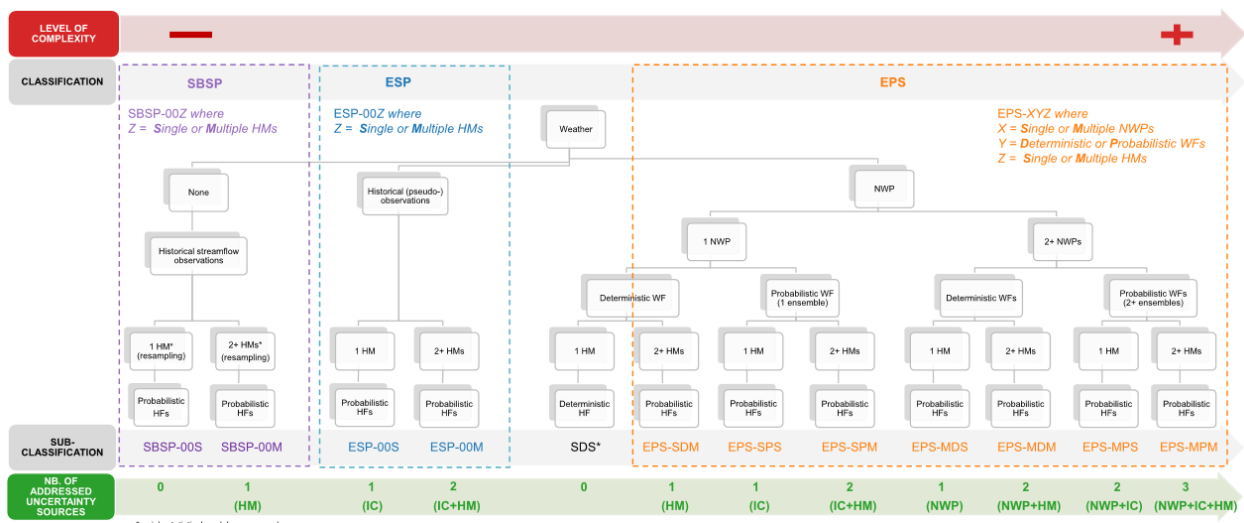 LEVEL OF
COMPLEXITY
CLASSIFICATION
SBSP
ESP
EPS
SBSP-00Z where
Z = Single or Multiple HMs
ESP-00Z where
Z = Single or Multiple HMs
EPS-XYZ where
X = Single or Multiple NWPs
Y = Deterministic or Probabilistic WFs
Z = Single or Multiple HMs
Weather
None
Historical (pseudo-)
observations
NWP
Historical streamflow
observations
1 NWP
2+ NWPs
Deterministic WF
Probabilistic WF
(1 ensemble)
Deterministic WFs
Probabilistic WFs
(2+ ensembles)
1 HM*
(resampling)
2+ HMs*
(resampling)
1 HM
2+ HMs
1 HM
2+ HMs
1 HM
2+ HMs
1 HM
2+ HMs
1 HM
2+ HMs
Probabilistic
HFs
Probabilistic
HFs
Probabilistic
HFs
Probabilistic
HFs
Deterministic
HF
Probabilistic
HFs
Probabilistic
HFs
Probabilistic
HFs
Probabilistic
HFs
Probabilistic
HFs
Probabilistic
HFs
Probabilistic
HFs
SUB-
CLASSIFICATION
SBSP-00S
SBSP-00M
ESP-00S
ESP-00M
SDS*
EPS-SDM
EPS-SPS
EPS-SPM
EPS-MDS
EPS-MDM
EPS-MPS
EPS-MPM
NB. OF
ADDRESSED
UNCERTAINTY
SOURCES
0
1
(HM)
1
(IC)
2
(IC+HM)
0
1
(HM)
1
(IC)
2
(IC+HM)
1
(NWP)
2
(NWP+HM)
2
(NWP+IC)
3
(NWP+IC+HM)